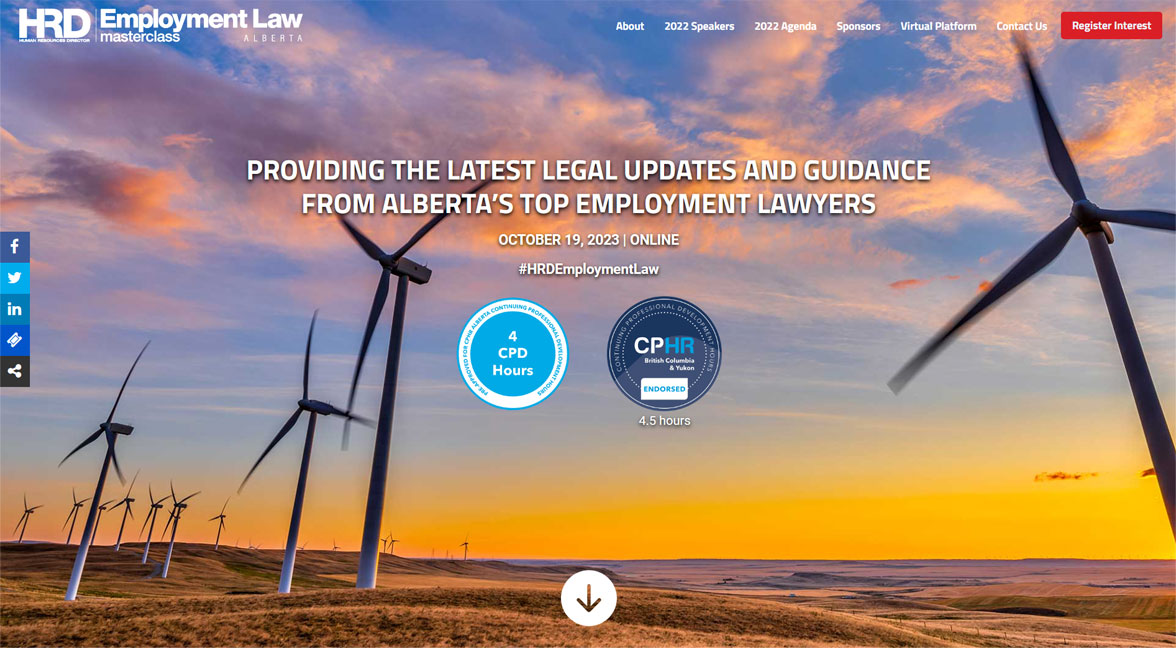 HRD
HUMAN RESOURCES DIRECTOR
Employment Law
masterclass
ALBERTA
About
2022 Speakers
2022 Agenda
Sponsors
Virtual Platform
Contact Us
Register Interest
PROVIDING THE LATEST LEGAL UPDATES AND GUIDANCE
FROM ALBERTA'S TOP EMPLOYMENT LAWYERS
OCTOBER 19, 2023 | ONLINE
#HRDEmploymentLaw
PRE-APPROVED FOR CPHR ALBERTA CONTINUING PROFESSIONAL DEVELOPMENT HOURS
4
CPD
Hours
CONTINUING PROFESSIONAL DEVELOPMENT HOURS
CPHR
British Columbia
& Yukon
ENDORSED
4.5 hours